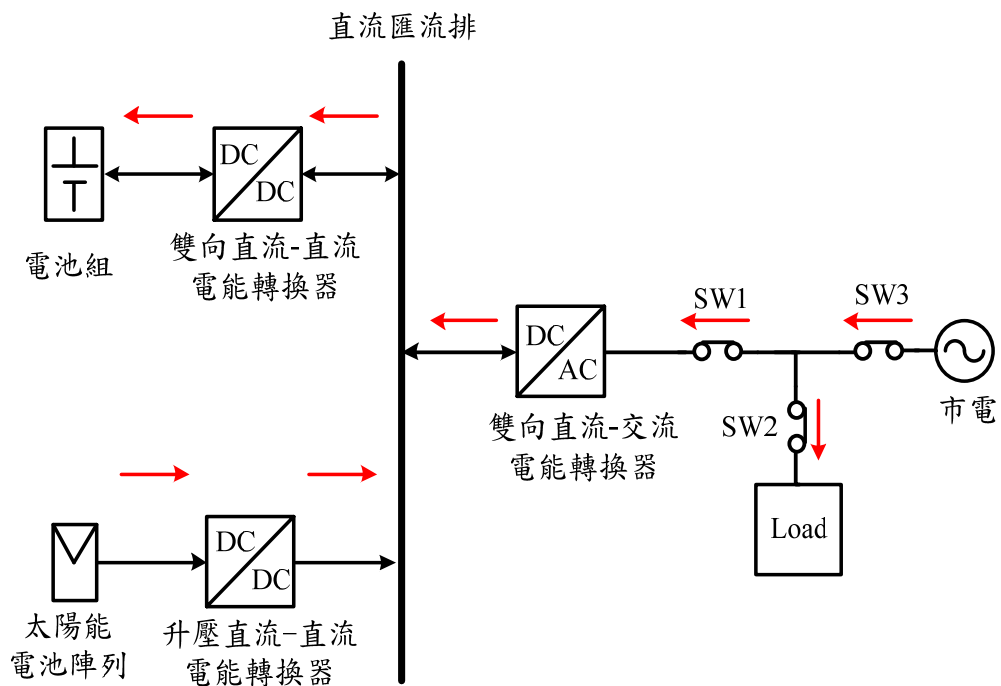 直流匯流排
DC
DC
電池組
雙向直流-直流
電能轉換器
SW1
SW3
DC
AC
市電
SW2
雙向直流-交流
電能轉換器
Load
DC
DC
太陽能
電池陣列
升壓直流-直流
電能轉換器